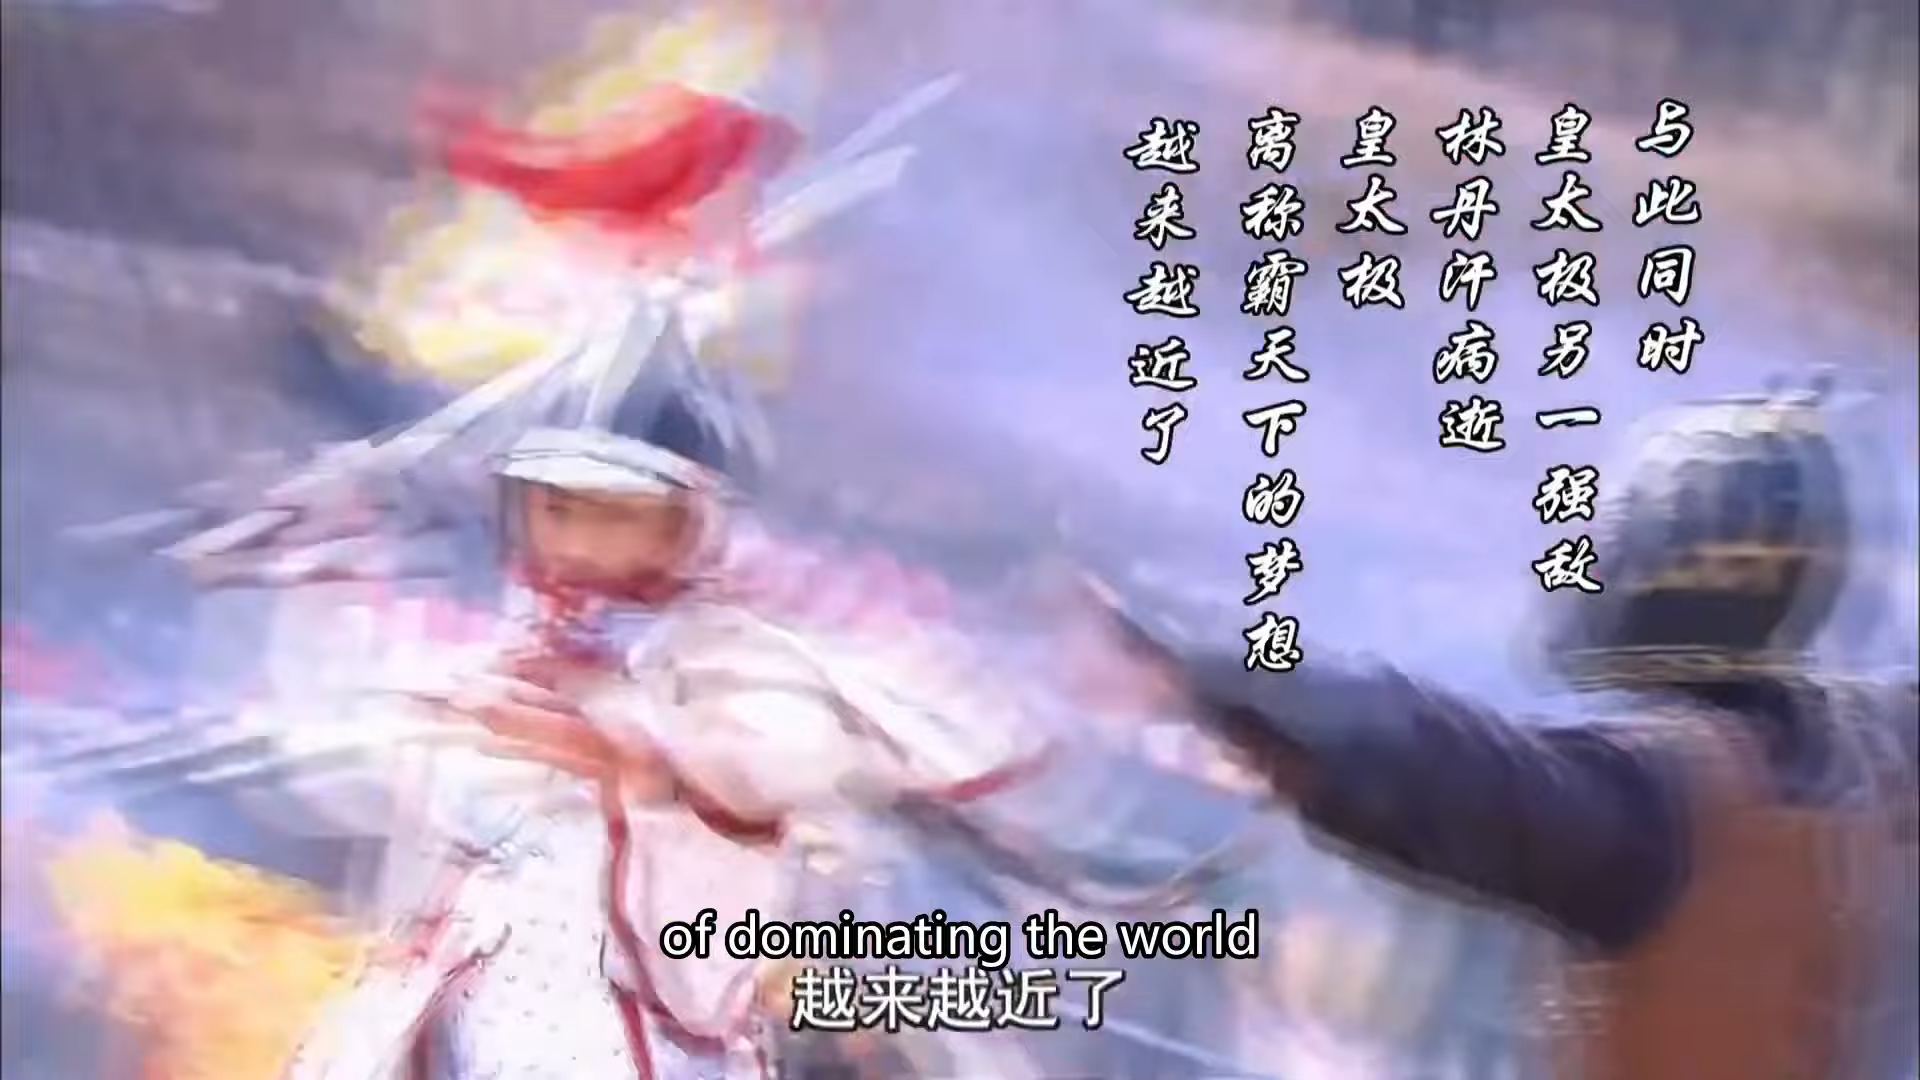 与此同时
皇太极另一强敌
林丹汗病逝
皇太极
离称霸天下的梦想
越来越近了
of dominating the world
越来越近了